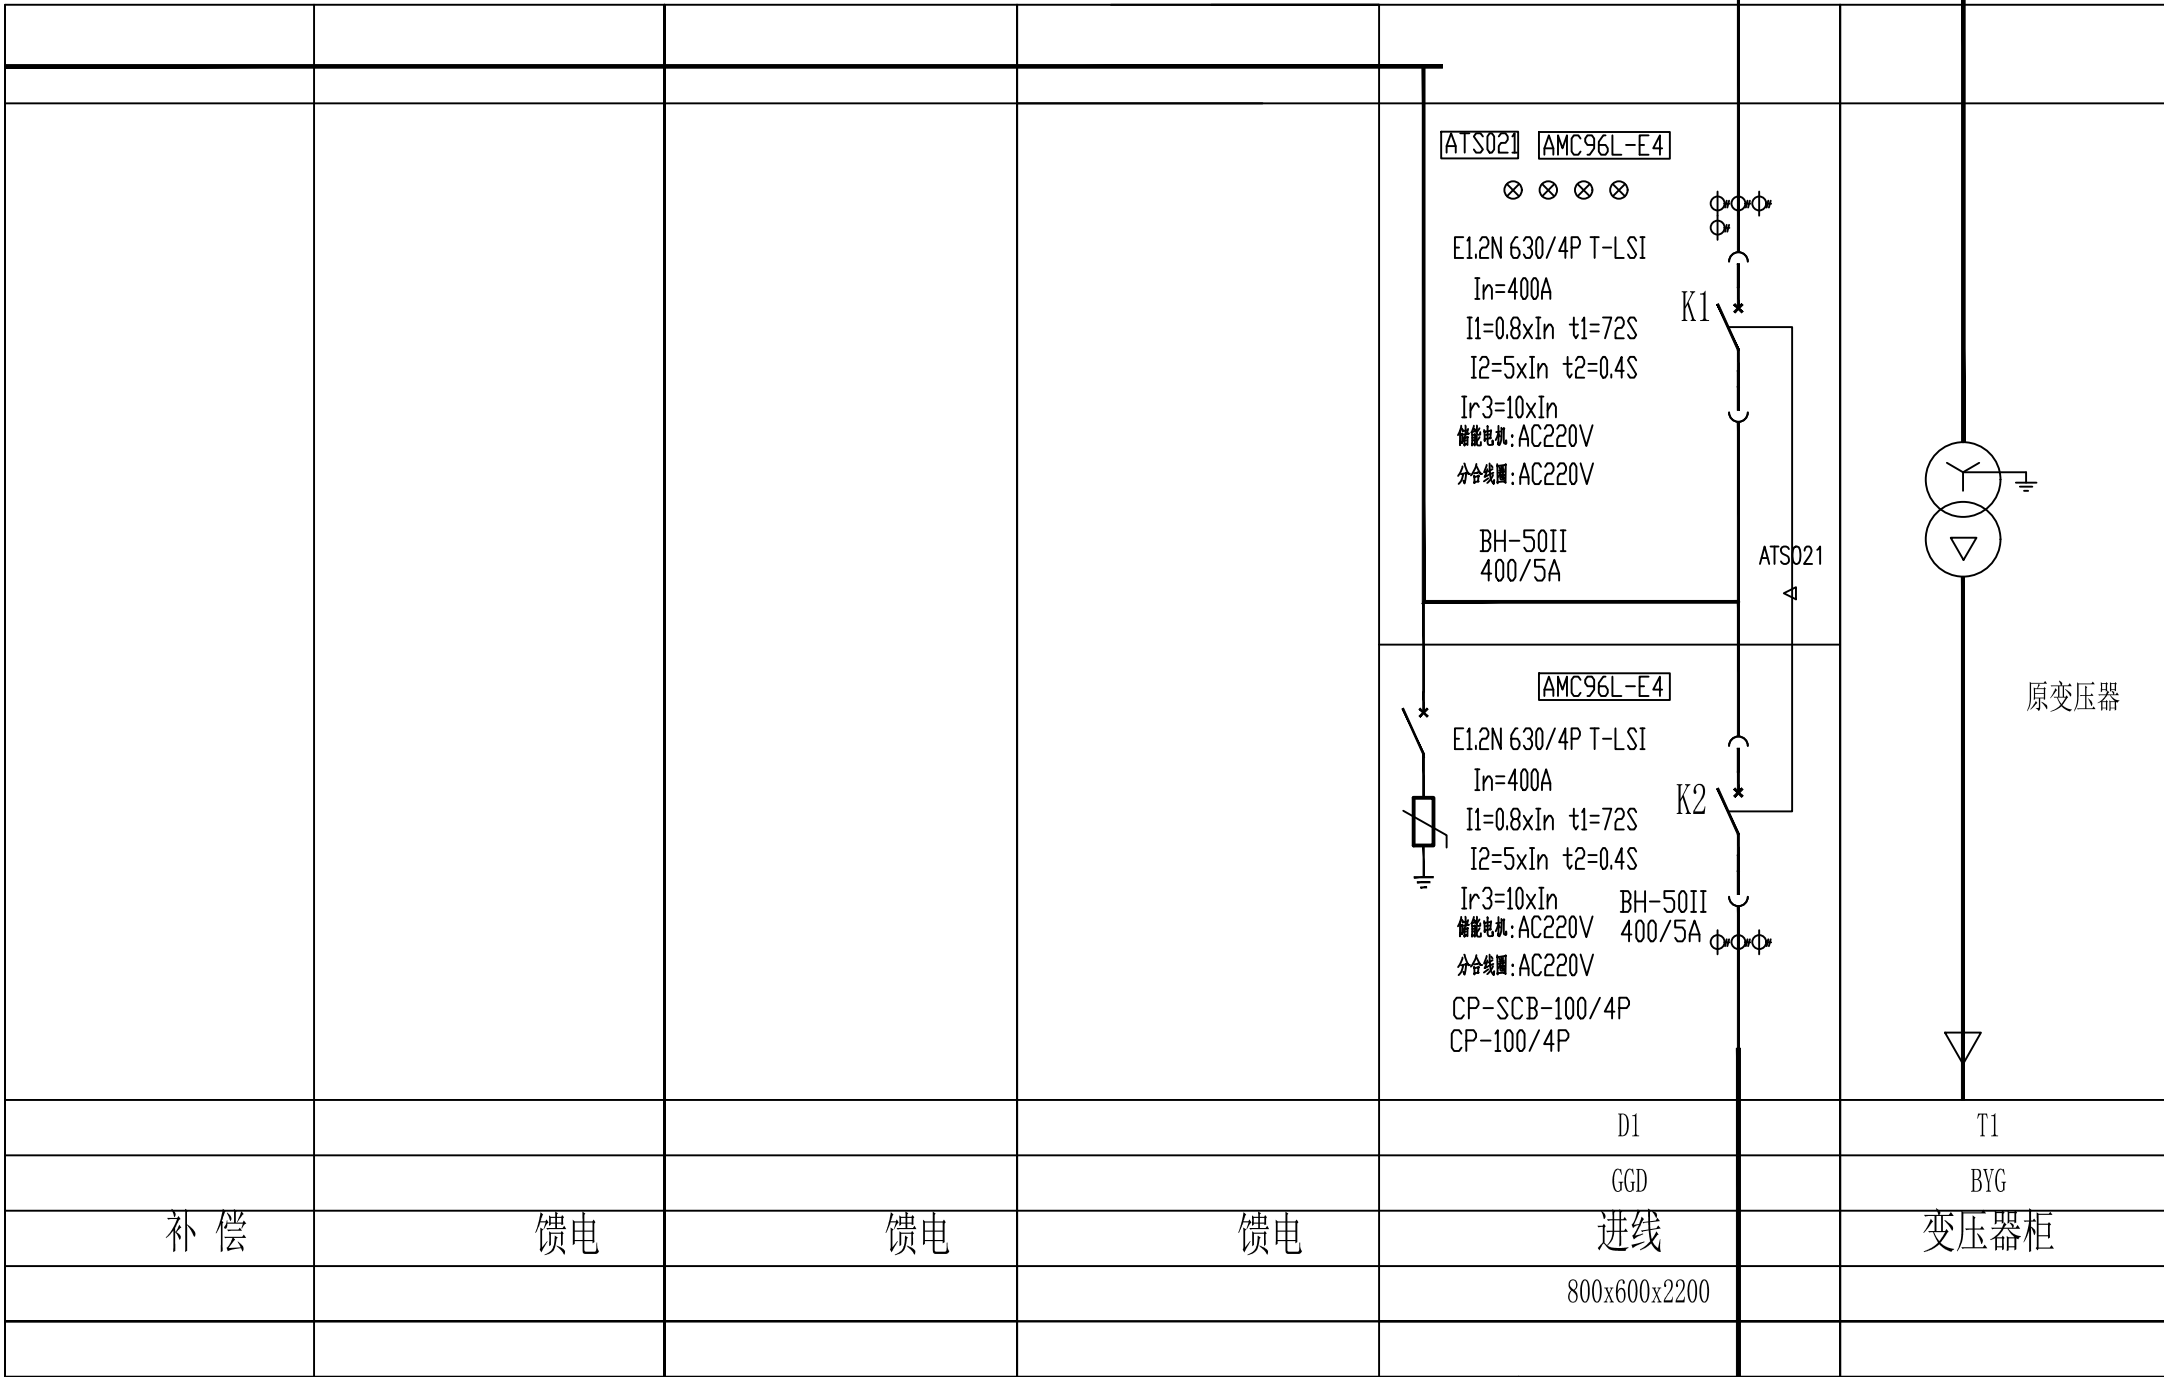 ATS021 AMC96L-E4
E1.2N 630/4P T-LSI
In=400A
K1
I1=0.8xIn t1=72S
I2=5xIn t2=0.4S
Ir3=10xIn
储能电机:AC220V
分合线圈:AC220V
BH-50II
400/5A
ATS021
AMC96L-E4
原变压器
E1.2N 630/4P T-LSI
In=400A
K2
I1=0.8xIn t1=72S
I2=5xIn t2=0.4S
Ir3=10xIn
储能电机:AC220V
分合线圈:AC220V
BH-50II
400/5A
CP-SCB-100/4P
CP-100/4P
D1 T1
GGD BYG
补 偿 馈电 馈电 馈电 进线 变压器柜
800x600x2200